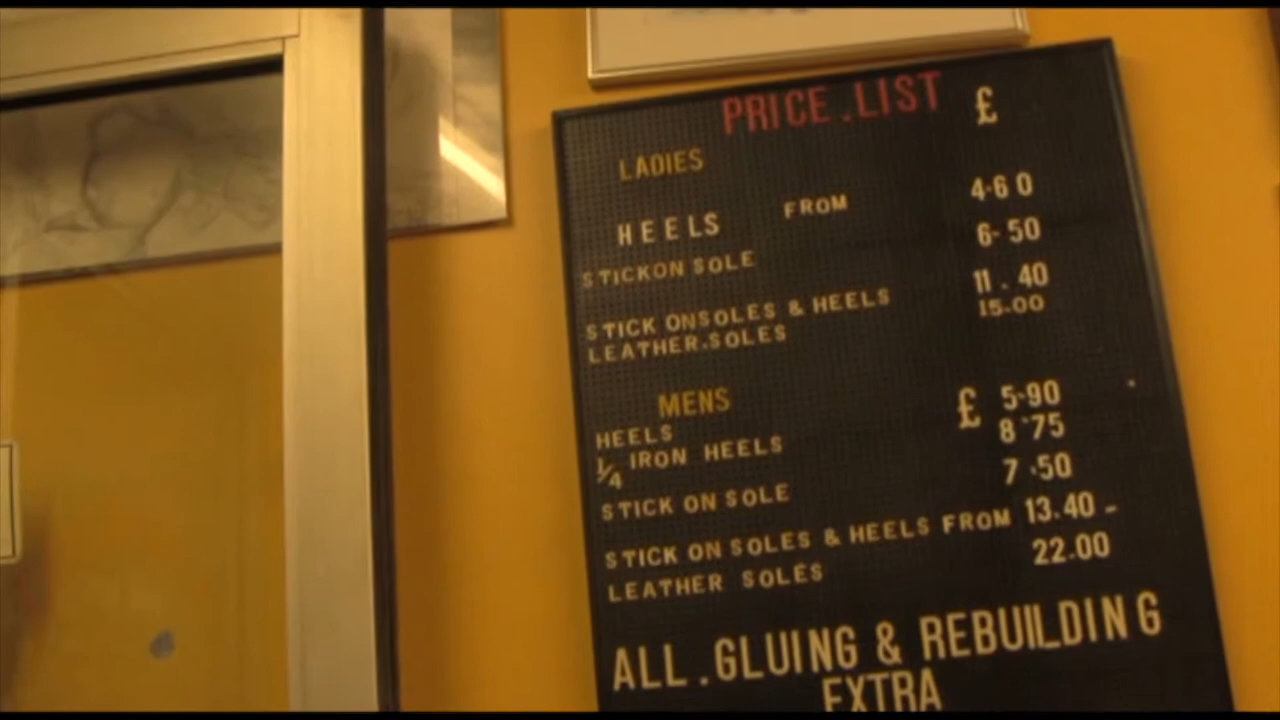 PRICE.LIST £
LADIES
HEELS FROM 4·60
STICKON SOLE 6-50
STICK ONSOLES & HEELS 11.40
LEATHER.SOLES 15.00
MENS
HEELS £ 5-90
1/4 IRON HEELS 8·75
STICK ON SOLE 7·50
STICK ON SOLES & HEELS FROM 13.40 -
LEATHER SOLES 22.00
ALL.GLUING & REBUILDING
EXTRA